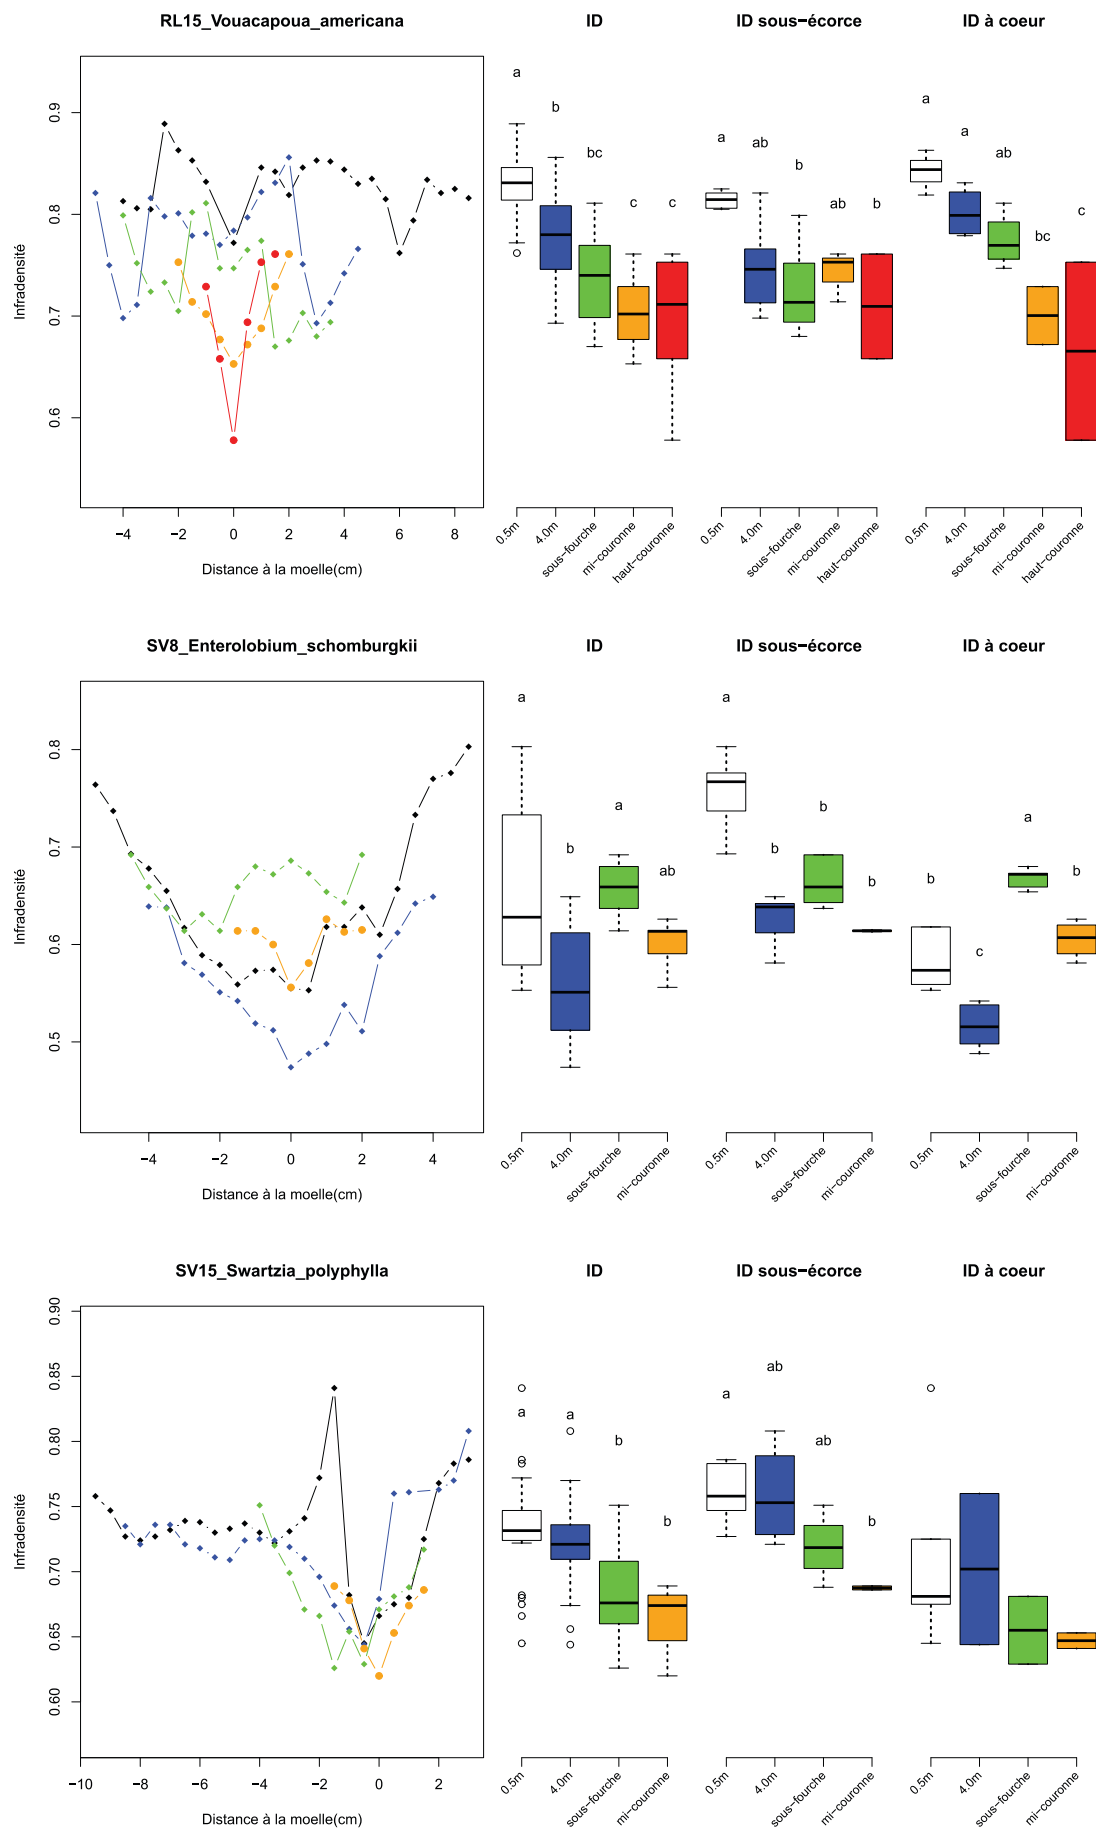 RL15_Vouacapoua_americana ID ID sous−écorce ID à coeur
Infradensité
0.9
0.8
0.7
0.6
−4 −2 0 2 4 6 8
Distance à la moelle(cm)
a b bc c c
a ab b ab b
a a ab bc c
0.5m 4.0m sous−fourche mi−couronne haut−couronne
0.5m 4.0m sous−fourche mi−couronne haut−couronne
0.5m 4.0m sous−fourche mi−couronne haut−couronne
SV8_Enterolobium_schomburgkii ID ID sous−écorce ID à coeur
Infradensité
0.8
0.7
0.6
0.5
−4 −2 0 2 4
Distance à la moelle(cm)
a b a ab
a b b b
b c a b
0.5m 4.0m sous−fourche mi−couronne
0.5m 4.0m sous−fourche mi−couronne
0.5m 4.0m sous−fourche mi−couronne
SV15_Swartzia_polyphylla ID ID sous−écorce ID à coeur
Infradensité
0.90
0.85
0.80
0.75
0.70
0.65
0.60
−10 −8 −6 −4 −2 0 2
Distance à la moelle(cm)
a a b b
a ab ab b
0.5m 4.0m sous−fourche mi−couronne
0.5m 4.0m sous−fourche mi−couronne
0.5m 4.0m sous−fourche mi−couronne